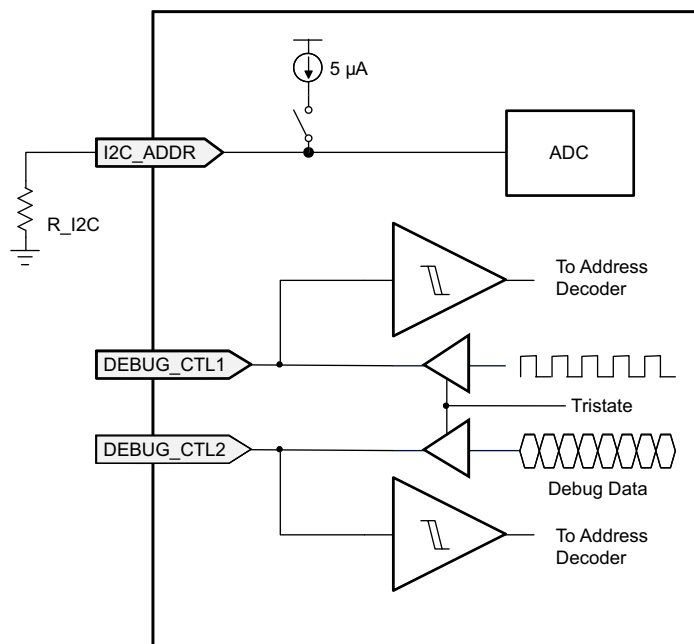 5 µA
I2C_ADDR
ADC
R_I2C
To Address
Decoder
DEBUG_CTL1
Tristate
DEBUG_CTL2
Debug Data
To Address
Decoder